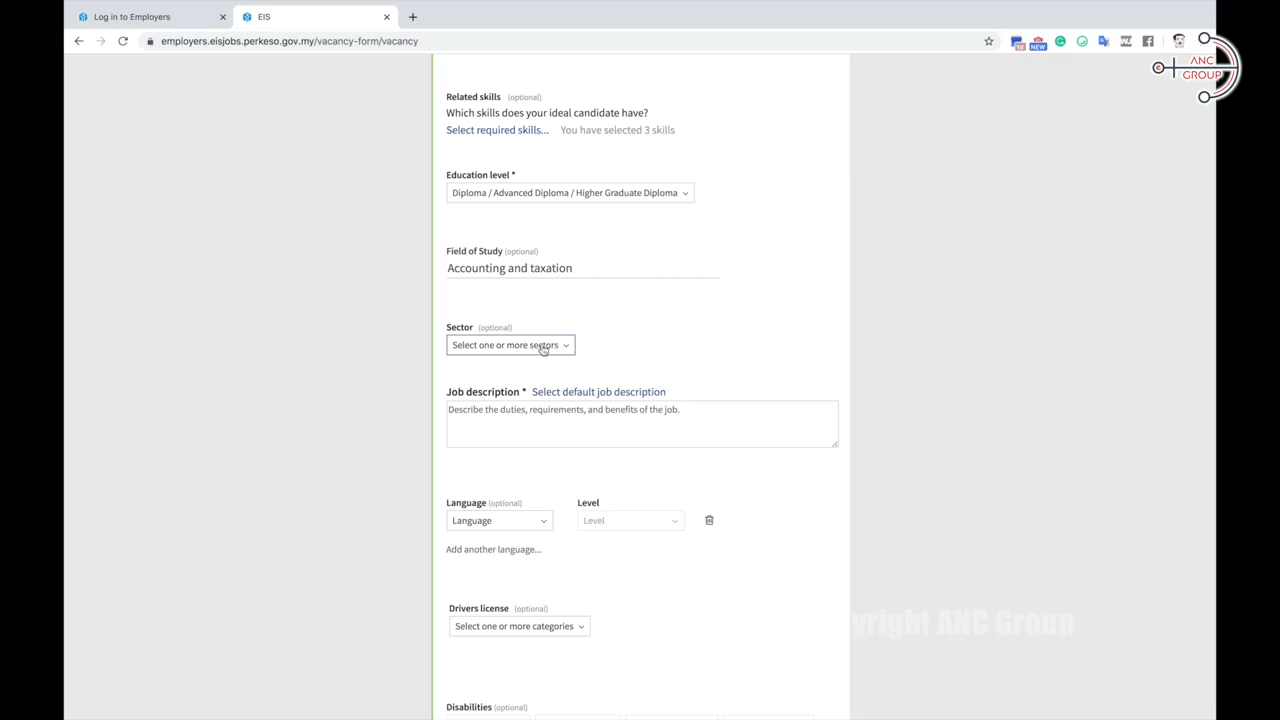 Log in to Employers
EIS
employers.eisjobs.perkeso.gov.my/vacancy-form/vacancy
NEW
ANC
GROUP
Related skills (optional)
Which skills does your ideal candidate have?
Select required skills... You have selected 3 skills
Education level *
Diploma / Advanced Diploma / Higher Graduate Diploma
Field of Study (optional)
Accounting and taxation
Sector (optional)
Select one or more sectors
Job description * Select default job description
Describe the duties, requirements, and benefits of the job.
Language (optional) Level
Language Level
Add another language...
Drivers license (optional)
Select one or more categories
yright ANC Group
Disabilities (optional)